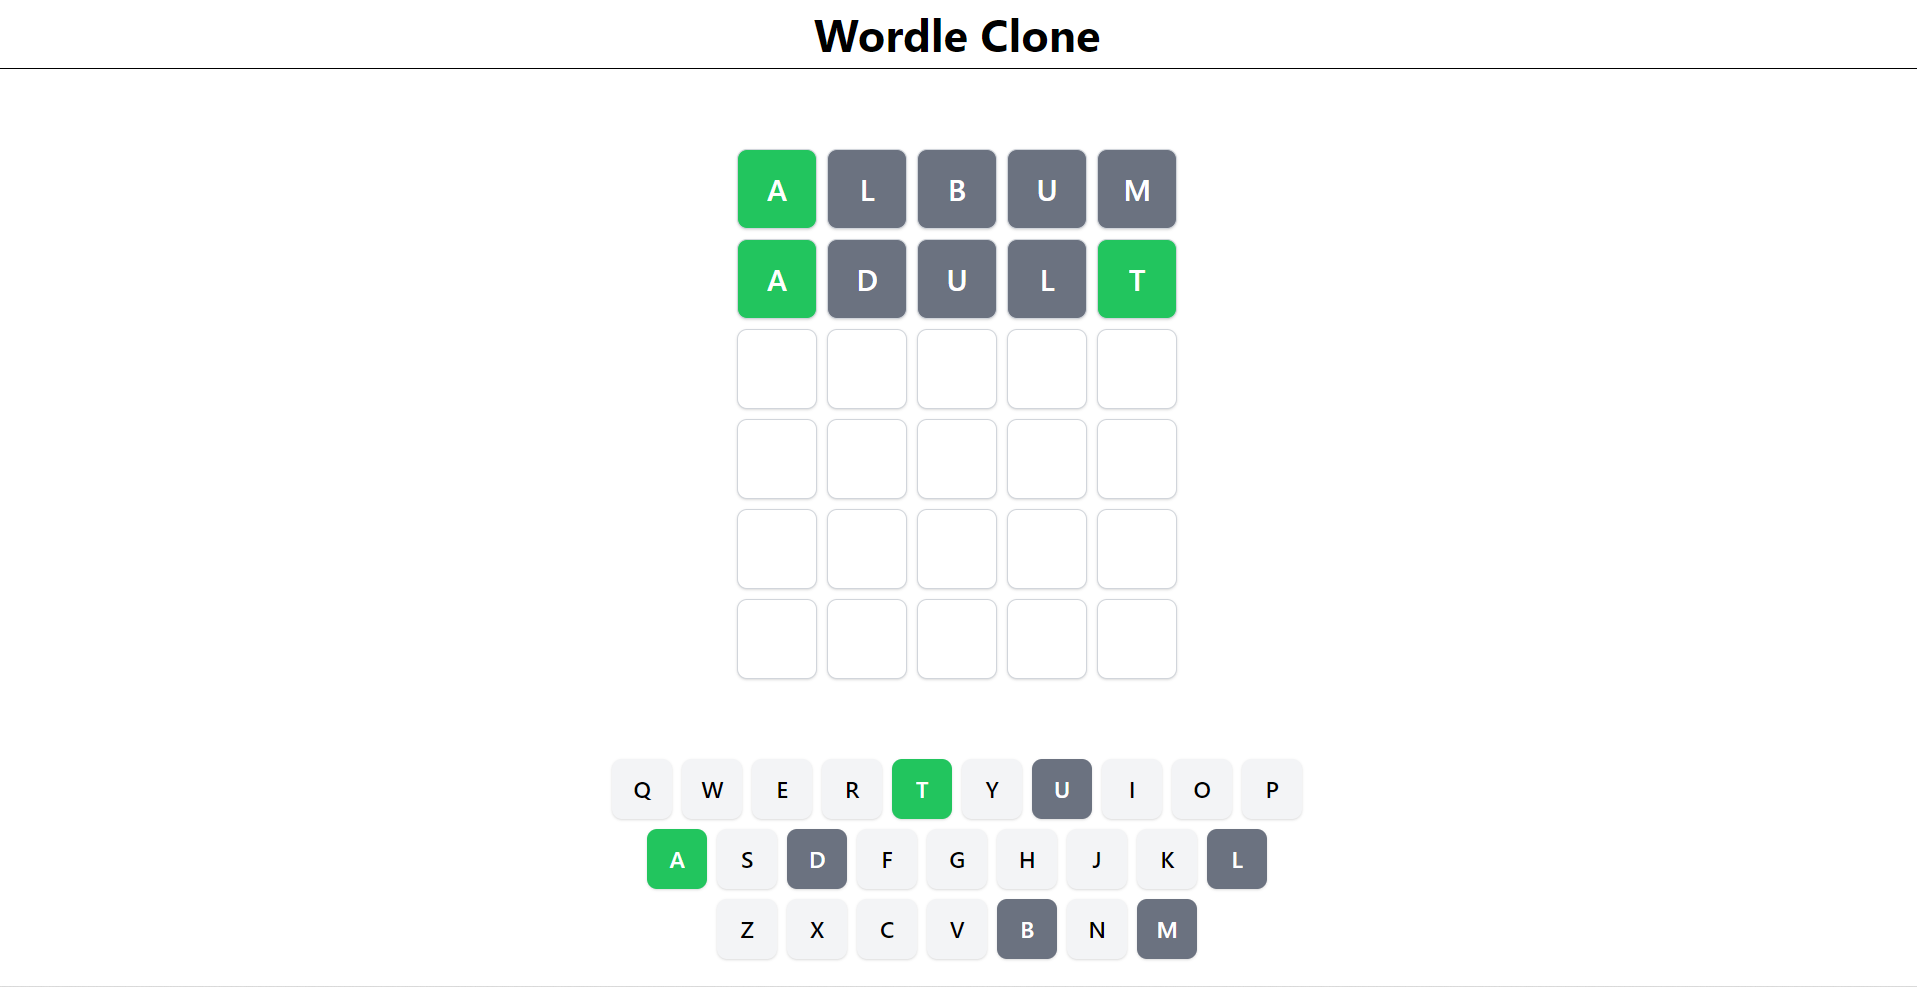 Wordle Clone
A L B U M
A D U L T
Q W E R T Y U I O P
A S D F G H J K L
Z X C V B N M